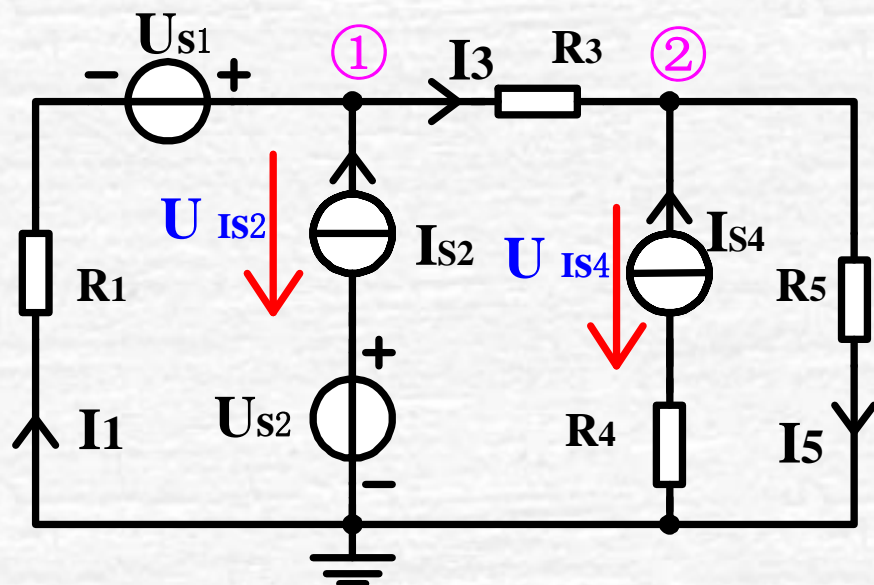 Us1
①
I3
R3
②
− +
U Is2
IS2
U Is4
IS4
R1
R5
+
Us2
−
I1
R4
I5